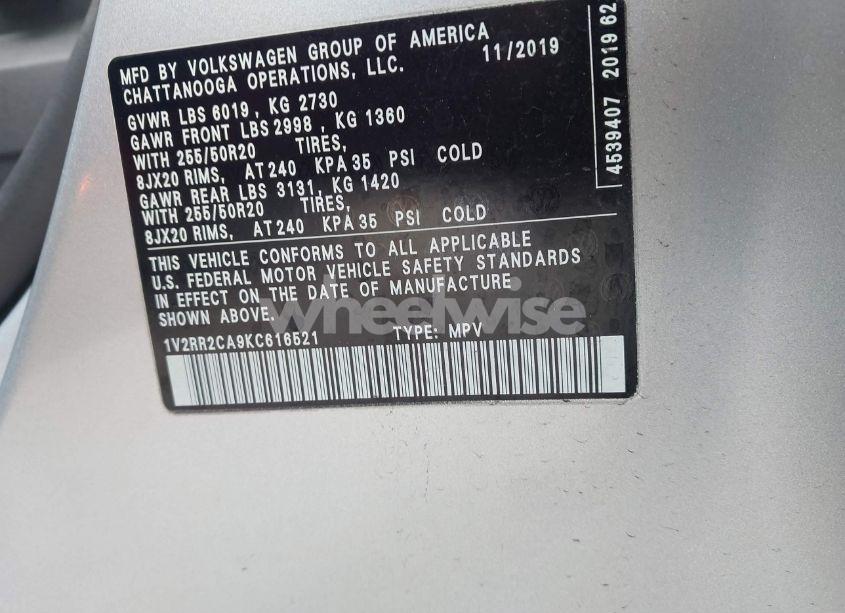 MFD BY VOLKSWAGEN GROUP OF AMERICA
CHATTANOOGA OPERATIONS, LLC. 11/2019
GVWR LBS 6019 , KG 2730
GAWR FRONT LBS 2998 , KG 1360
WITH 255/50R20 TIRES,
8JX20 RIMS, AT 240 KPA 35 PSI COLD
GAWR REAR LBS 3131, KG 1420
WITH 255/50R20 TIRES,
8JX20 RIMS, AT 240 KPA 35 PSI COLD
THIS VEHICLE CONFORMS TO ALL APPLICABLE
U.S. FEDERAL MOTOR VEHICLE SAFETY STANDARDS
IN EFFECT ON THE DATE OF MANUFACTURE
SHOWN ABOVE.
1V2RR2CA9KC616521 TYPE: MPV
4539407 2019 62
wheelwise